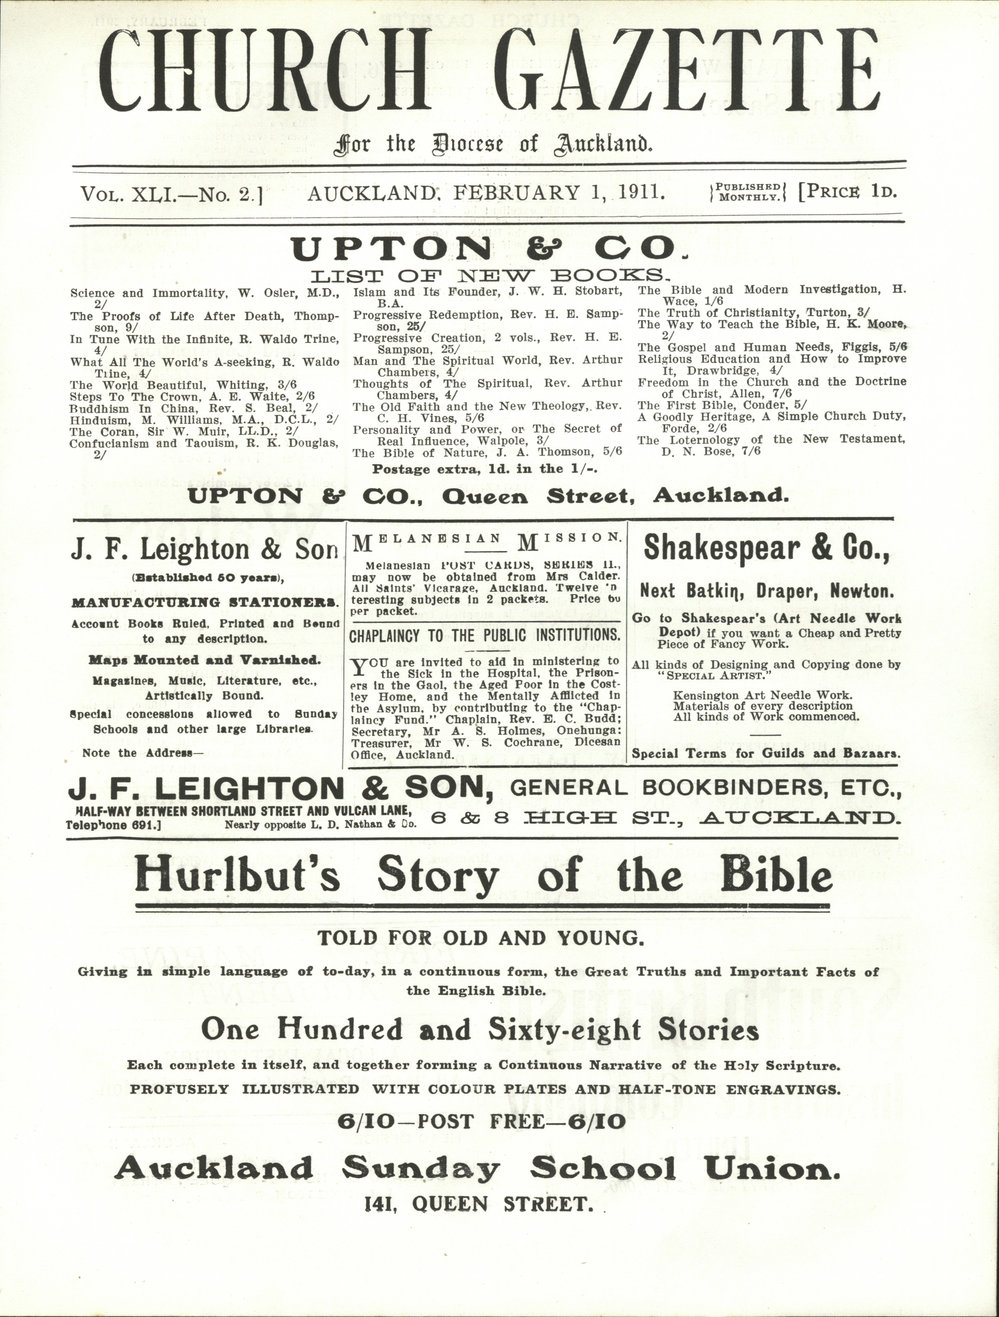 CHURCH GAZETTE
For the Diocese of Auckland.
VOL. XLI.—No. 2.] AUCKLAND, FEBRUARY 1, 1911. }PUBLISHED MONTHLY.{ [PRICE 1D.
UPTON & CO.
LIST OF NEW BOOKS.
Science and Immortality, W. Osler, M.D.,
2/
The Proofs of Life After Death, Thomp-
son, 9/
In Tune With the Infinite, R. Waldo Trine,
4/
What All The World's A-seeking, R. Waldo
Trine, 4/
The World Beautiful, Whiting, 3/6
Steps To the Crown, A. E. Waite, 2/6
Buddhism In China, Rev. S. Beal, 2/
Hinduism, M. Williams, M.A., D.C.L., 2/
The Coran, Sir W. Muir, LL.D., 2/
Confucianism and Taouism, R. K. Douglas,
2/
Islam and Its Founder, J. W. H. Stobart,
B.A.
Progressive Redemption, Rev. H. E. Samp-
son, 25/
Progressive Creation, 2 vols., Rev. H. E.
Sampson, 25/
Man and The Spiritual World, Rev. Arthur
Chambers, 4/
Thoughts of The Spiritual, Rev. Arthur
Chambers, 4/
The Old Faith and the New Theology, Rev.
C. H. Vines, 5/6
Personality and Power, or The Secret of
Real Influence, Walpole, 3/
The Bible of Nature, J. A. Thomson, 5/6
The Bible and Modern Investigation, H.
Wace, 1/6
The Truth of Christianity, Turton, 3/
The Way to Teach the Bible, H. K. Moore,
2/
The Gospel and Human Needs, Figgis, 5/6
Religious Education and How to Improve
It, Drawbridge, 4/
Freedom in the Church and the Doctrine
of Christ, Allen, 7/6
The First Bible, Conder, 5/
A Goodly Heritage, A Simple Church Duty,
Forde, 2/6
The Loternology of the New Testament,
D. N. Bose, 7/6
Postage extra, 1d. in the 1/-.
UPTON & CO., Queen Street, Auckland.
J. F. Leighton & Son
(Established 50 years),
MANUFACTURING STATIONERS.
Account Books Ruled, Printed and Bound
to any description.
Maps Mounted and Varnished.
Magazines, Music, Literature, etc.,
Artistically Bound.
Special concessions allowed to Sunday
Schools and other large Libraries.
Note the Address—
MELANESIAN MISSION.
Melanesian POST CARDS, SERIES II.,
may now be obtained from Mrs Calder.
All Saints' Vicarage, Auckland. Twelve 'n
teresting subjects in 2 packets. Price 6d
per packet.
CHAPLAINCY TO THE PUBLIC INSTITUTIONS.
YOU are invited to aid in ministering to
the Sick in the Hospital, the Prison-
ers in the Gaol, the Aged Poor in the Cost-
ley Home, and the Mentally Afflicted in
the Asylum, by contributing to the "Chap-
laincy Fund." Chaplain, Rev. E. C. Budd;
Secretary, Mr A. S. Holmes, Onehunga:
Treasurer, Mr W. S. Cochrane, Dicesan
Office, Auckland.
Shakespear & Co.,
Next Batkin, Draper, Newton.
Go to Shakespear's (Art Needle Work
Depot) if you want a Cheap and Pretty
Piece of Fancy Work.
All kinds of Designing and Copying done by
"SPECIAL ARTIST."
Kensington Art Needle Work.
Materials of every description
All kinds of Work commenced.
Special Terms for Guilds and Bazaars.
J. F. LEIGHTON & SON, GENERAL BOOKBINDERS, ETC.,
HALF-WAY BETWEEN SHORTLAND STREET AND VULCAN LANE,
Telephone 691.] Nearly opposite L. D. Nathan & Co.
6 & 8 HIGH ST., AUCKLAND.
Hurlbut's Story of the Bible
TOLD FOR OLD AND YOUNG.
Giving in simple language of to-day, in a continuous form, the Great Truths and Important Facts of
the English Bible.
One Hundred and Sixty-eight Stories
Each complete in itself, and together forming a Continuous Narrative of the Holy Scripture.
PROFUSELY ILLUSTRATED WITH COLOUR PLATES AND HALF-TONE ENGRAVINGS.
6/10—POST FREE—6/10
Auckland Sunday School Union.
141, QUEEN STREET.